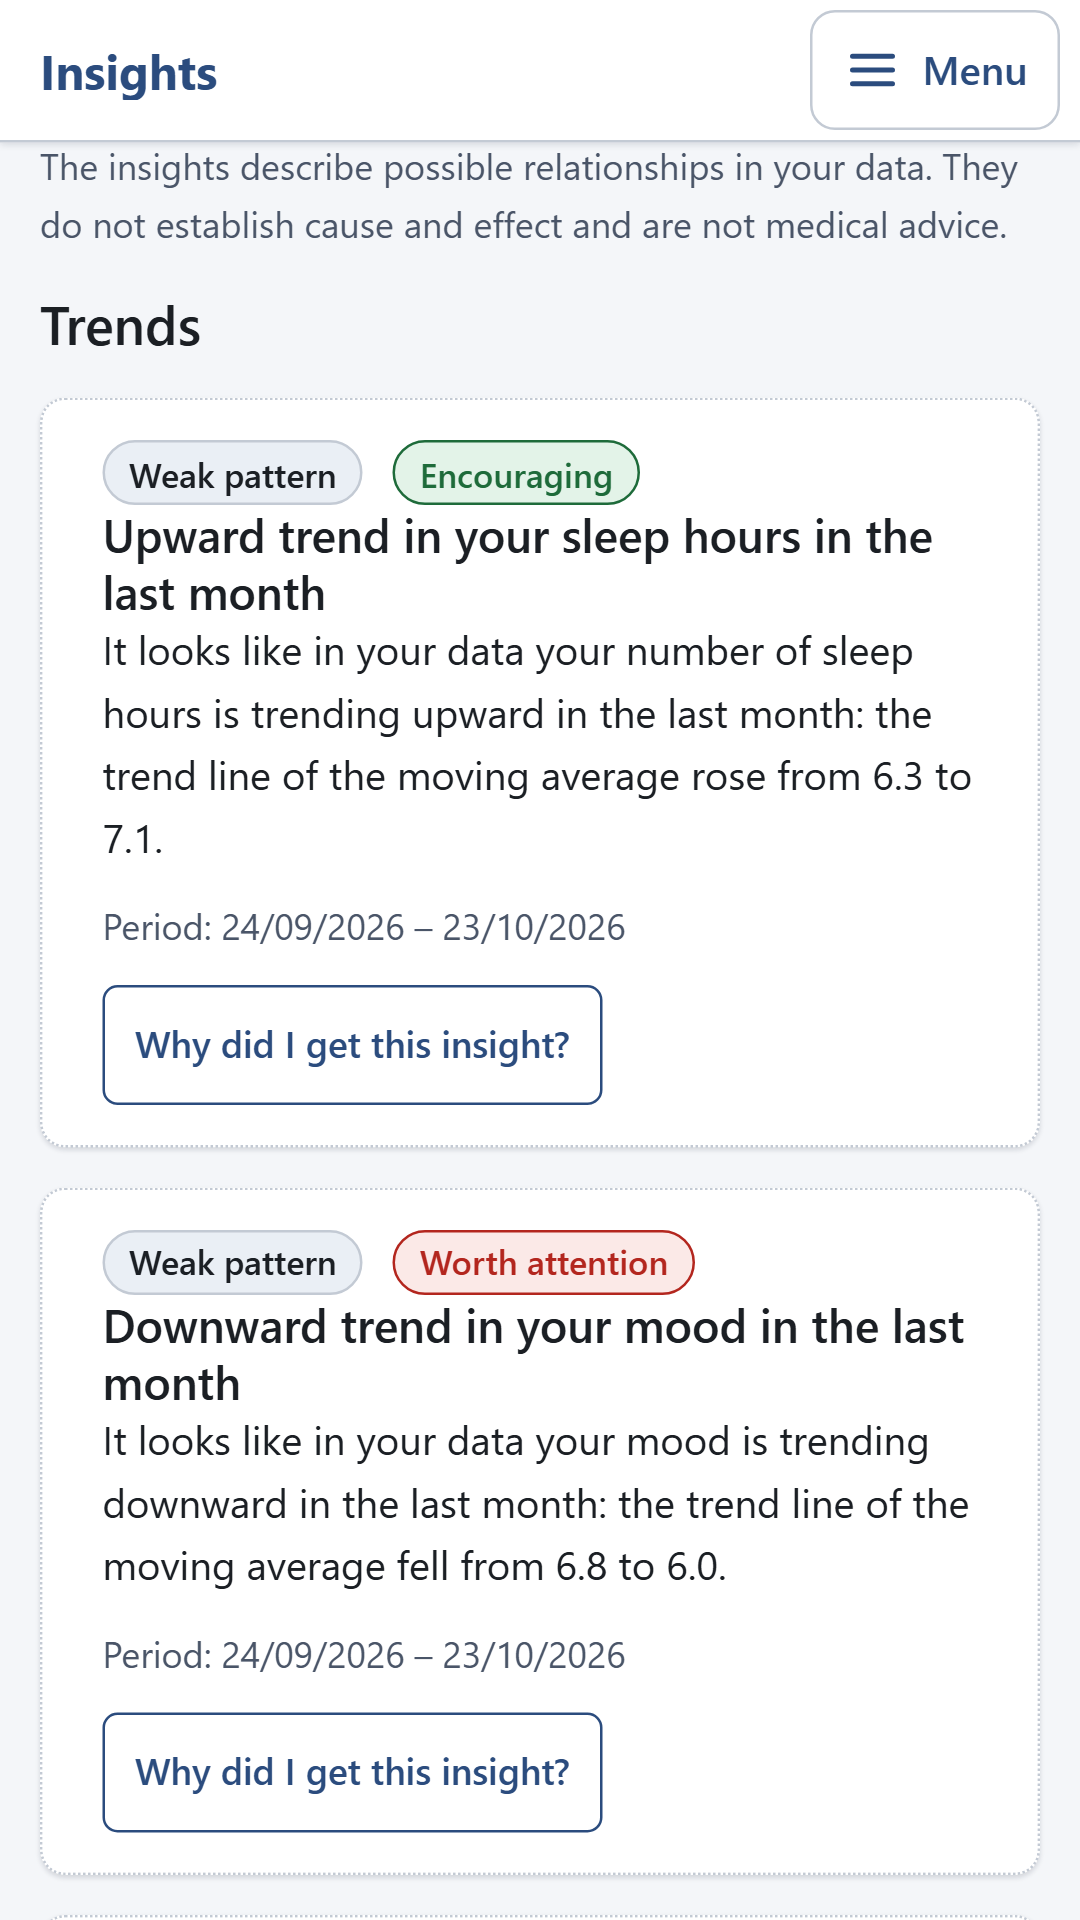 Insights
Menu
The insights describe possible relationships in your data. They
do not establish cause and effect and are not medical advice.
Trends
Weak pattern
Encouraging
Upward trend in your sleep hours in the
last month
It looks like in your data your number of sleep
hours is trending upward in the last month: the
trend line of the moving average rose from 6.3 to
7.1.
Period: 24/09/2026 – 23/10/2026
Why did I get this insight?
Weak pattern
Worth attention
Downward trend in your mood in the last
month
It looks like in your data your mood is trending
downward in the last month: the trend line of the
moving average fell from 6.8 to 6.0.
Period: 24/09/2026 – 23/10/2026
Why did I get this insight?